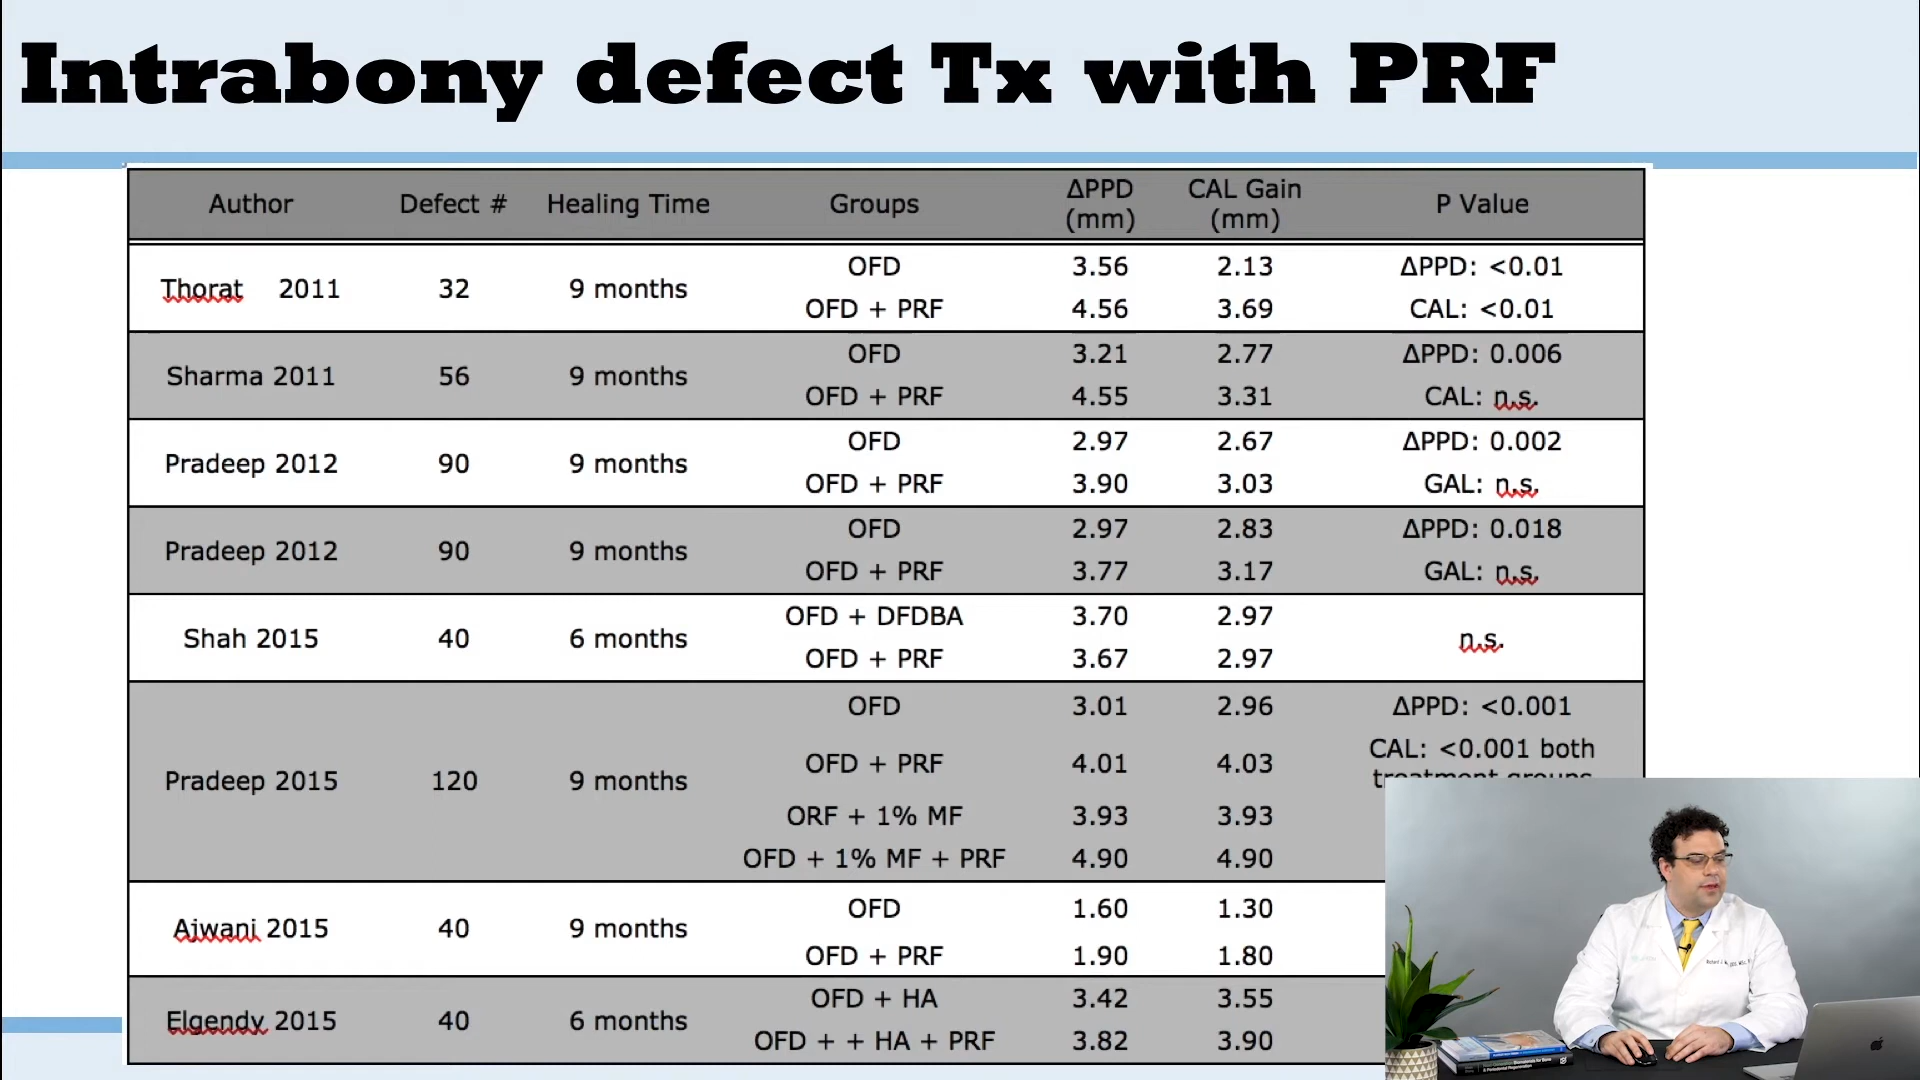 Intrabony defect Tx with PRF
Author Defect # Healing Time Groups ΔPPD (mm) CAL Gain (mm) P Value
Thorat 2011 32 9 months OFD 3.56 2.13 ΔPPD: <0.01
OFD + PRF 4.56 3.69 CAL: <0.01
Sharma 2011 56 9 months OFD 3.21 2.77 ΔPPD: 0.006
OFD + PRF 4.55 3.31 CAL: n.s.
Pradeep 2012 90 9 months OFD 2.97 2.67 ΔPPD: 0.002
OFD + PRF 3.90 3.03 GAL: n.s.
Pradeep 2012 90 9 months OFD 2.97 2.83 ΔPPD: 0.018
OFD + PRF 3.77 3.17 GAL: n.s.
Shah 2015 40 6 months OFD + DFDBA 3.70 2.97 n.s.
OFD + PRF 3.67 2.97
Pradeep 2015 120 9 months OFD 3.01 2.96 ΔPPD: <0.001
OFD + PRF 4.01 4.03 CAL: <0.001 both
treatment groups
ORF + 1% MF 3.93 3.93
OFD + 1% MF + PRF 4.90 4.90
Ajwani 2015 40 9 months OFD 1.60 1.30
OFD + PRF 1.90 1.80
Elgendy 2015 40 6 months OFD + HA 3.42 3.55
OFD + + HA + PRF 3.82 3.90